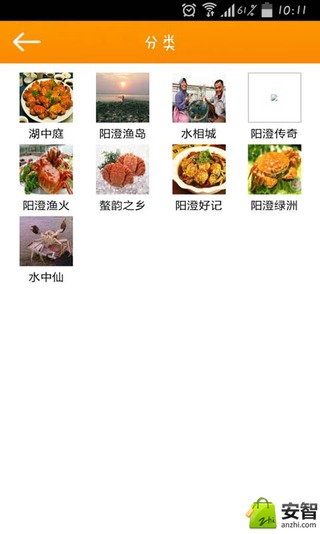 61% 10:11
分类
湖中庭 阳澄渔岛 水相城 阳澄传奇
阳澄渔火 螯韵之乡 阳澄好记 阳澄绿洲
水中仙
zhi 安智
anzhi.com